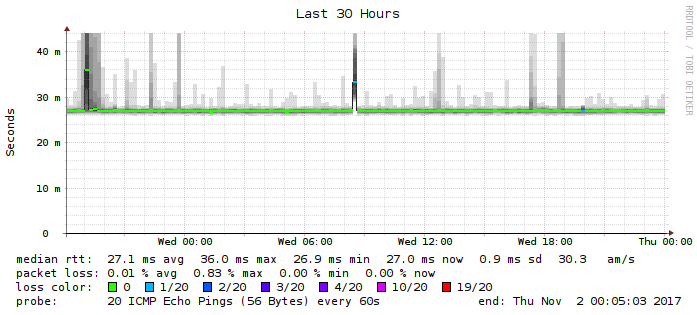 Last 30 Hours
RRDTOOL / TOBI OETIKER
Seconds
40 m
30 m
20 m
10 m
0
Wed 00:00 Wed 06:00 Wed 12:00 Wed 18:00 Thu 00:00
median rtt: 27.1 ms avg 36.0 ms max 26.9 ms min 27.0 ms now 0.9 ms sd 30.3 am/s
packet loss: 0.01 % avg 0.83 % max 0.00 % min 0.00 % now
loss color: 0 1/20 2/20 3/20 4/20 10/20 19/20
probe: 20 ICMP Echo Pings (56 Bytes) every 60s end: Thu Nov 2 00:05:03 2017